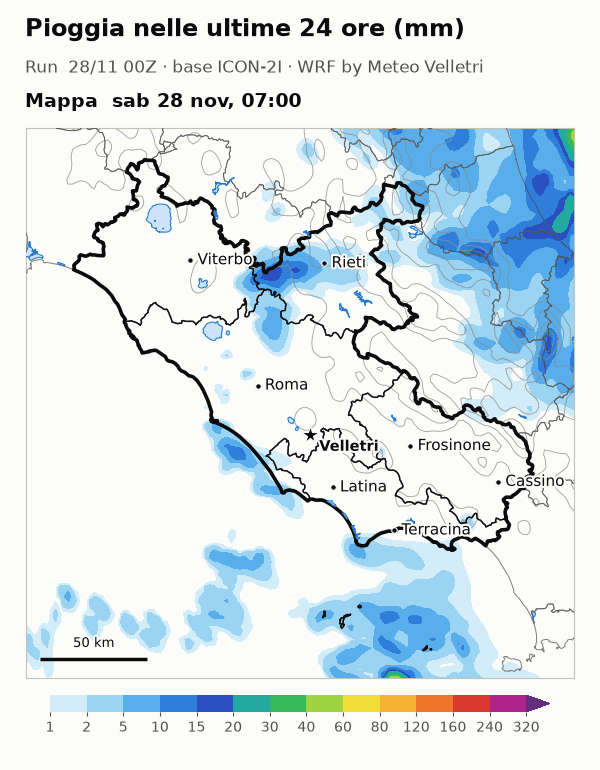 Pioggia nelle ultime 24 ore (mm)
Run  28/11 00Z · base ICON-2I · WRF by Meteo Velletri
Mappa  sab 28 nov, 07:00
Viterbo
Rieti
Roma
Velletri
Frosinone
Latina
Cassino
Terracina
50 km
1 2 5 10 15 20 30 40 60 80 120 160 240 320